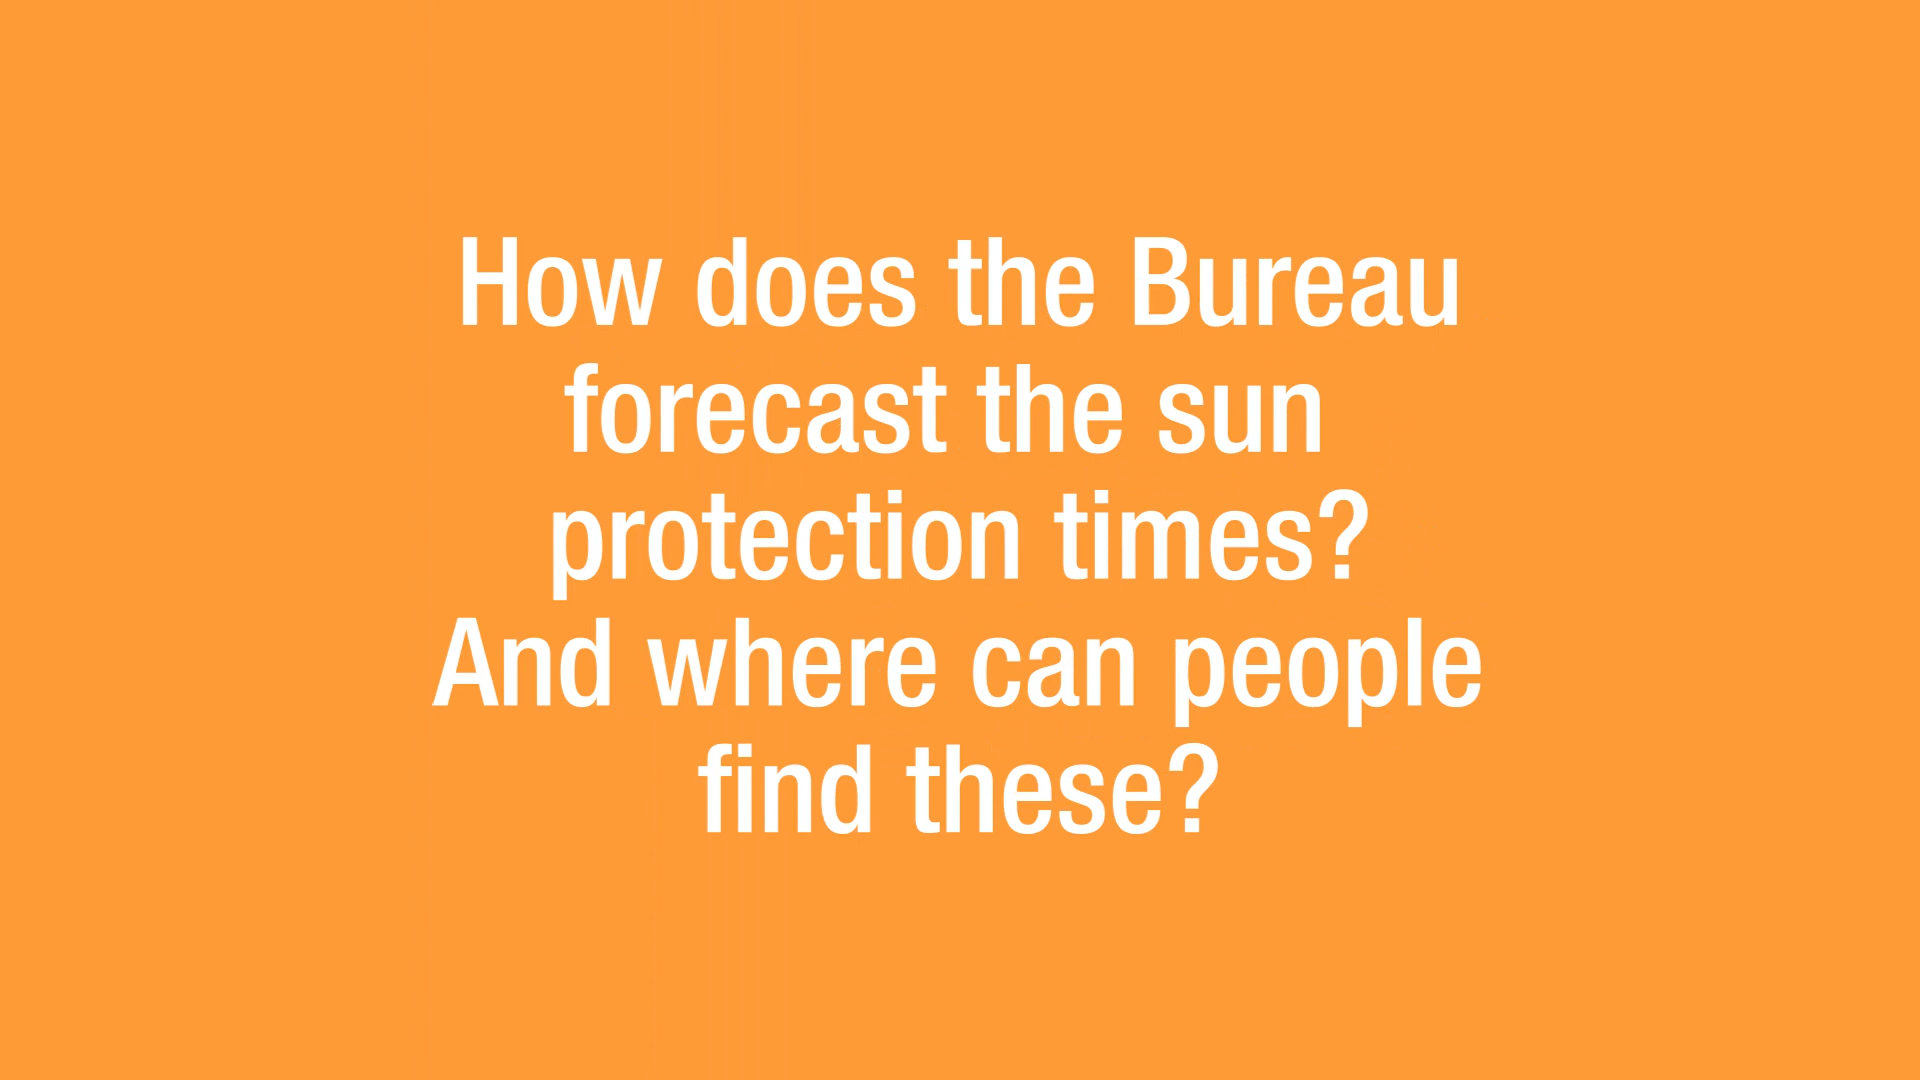 How does the Bureau
forecast the sun
protection times?
And where can people
find these?